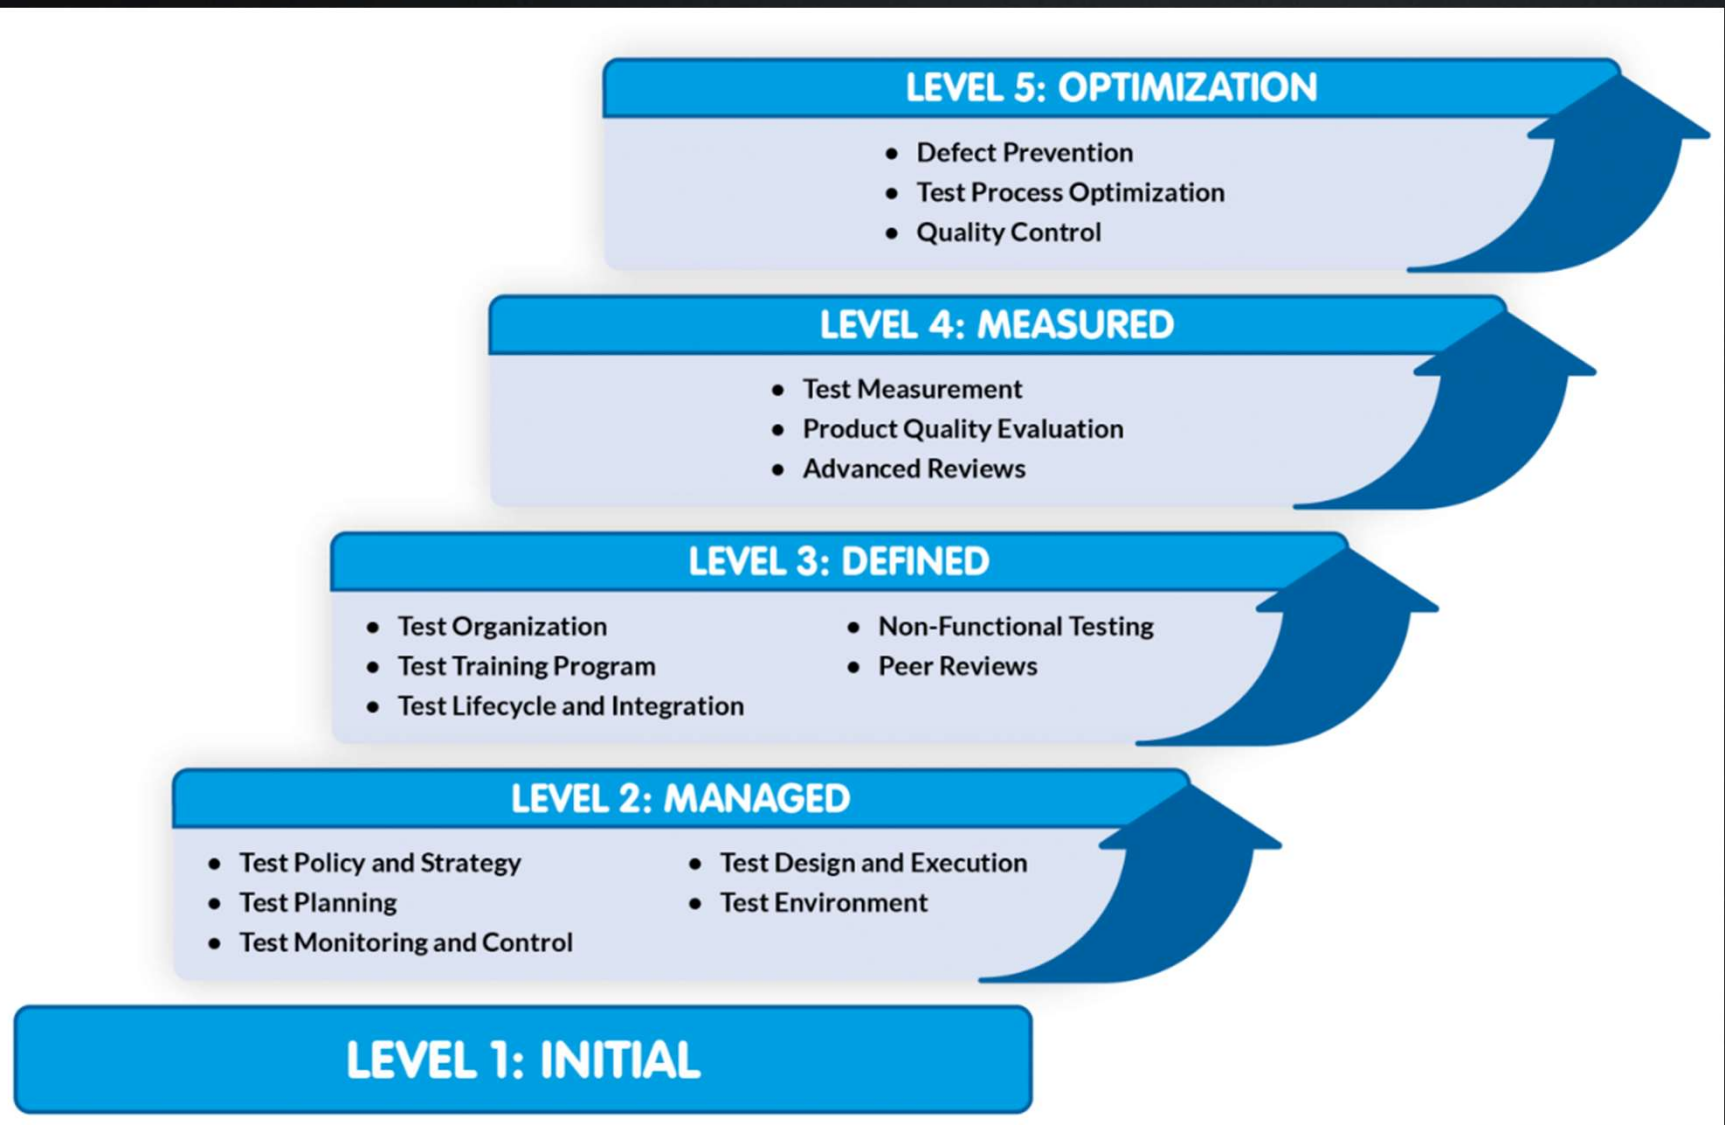 LEVEL 5: OPTIMIZATION
● Defect Prevention
● Test Process Optimization
● Quality Control
LEVEL 4: MEASURED
● Test Measurement
● Product Quality Evaluation
● Advanced Reviews
LEVEL 3: DEFINED
● Test Organization
● Test Training Program
● Test Lifecycle and Integration
● Non-Functional Testing
● Peer Reviews
LEVEL 2: MANAGED
● Test Policy and Strategy
● Test Planning
● Test Monitoring and Control
● Test Design and Execution
● Test Environment
LEVEL 1: INITIAL